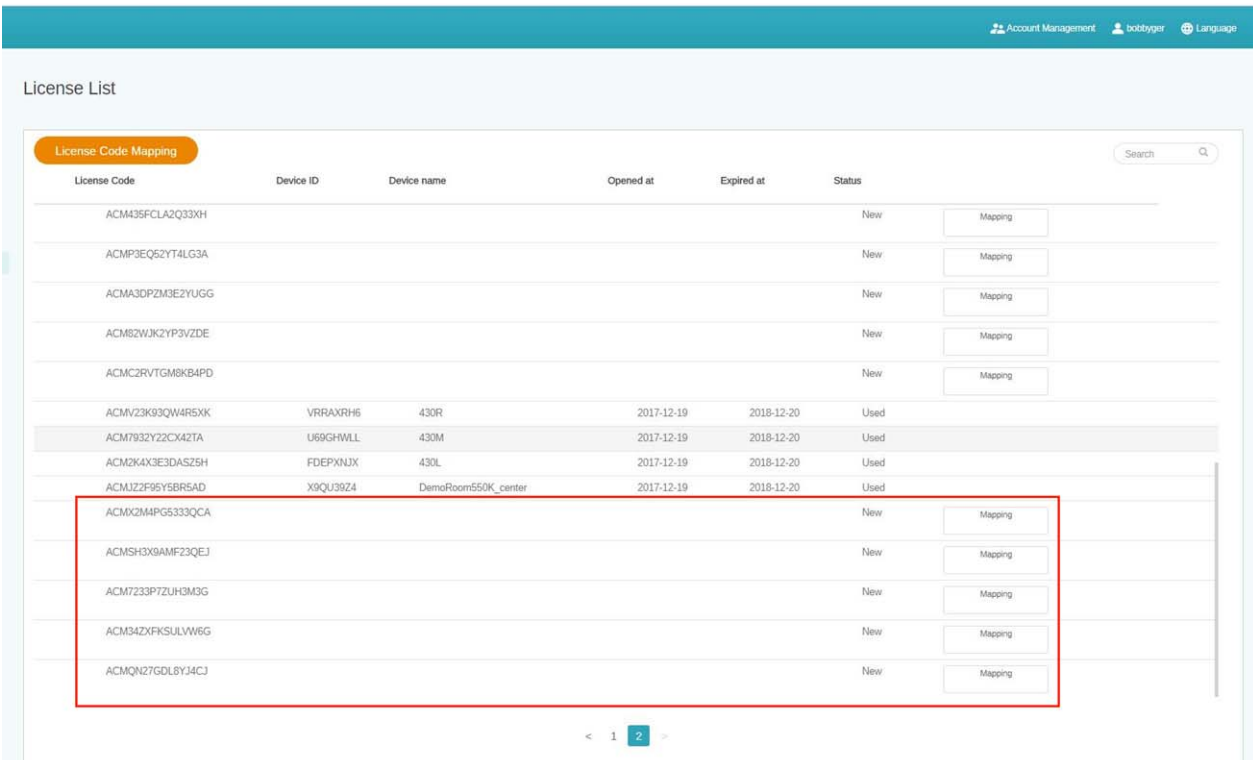 Account Management bobbyger Language
License List
License Code Mapping Search
License Code Device ID Device name Opened at Expired at Status
ACM435FCLA2Q33XH New Mapping
ACMP3EQ52YT4LG3A New Mapping
ACMA3DPZM3E2YUGG New Mapping
ACM82WJK2YP3VZDE New Mapping
ACMC2RVTGM8KB4PD New Mapping
ACMV23K93QW4R5XK VRRAXRH6 430R 2017-12-19 2018-12-20 Used
ACM7932Y22CX42TA U69GHWLL 430M 2017-12-19 2018-12-20 Used
ACM2K4X3E3DASZ5H FDEPXNJX 430L 2017-12-19 2018-12-20 Used
ACMJZ2F95Y5BR5AD X9QU39Z4 DemoRoom550K_center 2017-12-19 2018-12-20 Used
ACMX2M4PG5333QCA New Mapping
ACMSH3X9AMF23QEJ New Mapping
ACM7233P7ZUH3M3G New Mapping
ACM34ZXFKSULVW6G New Mapping
ACMQN27GDL8YJ4CJ New Mapping
< 1 2 >